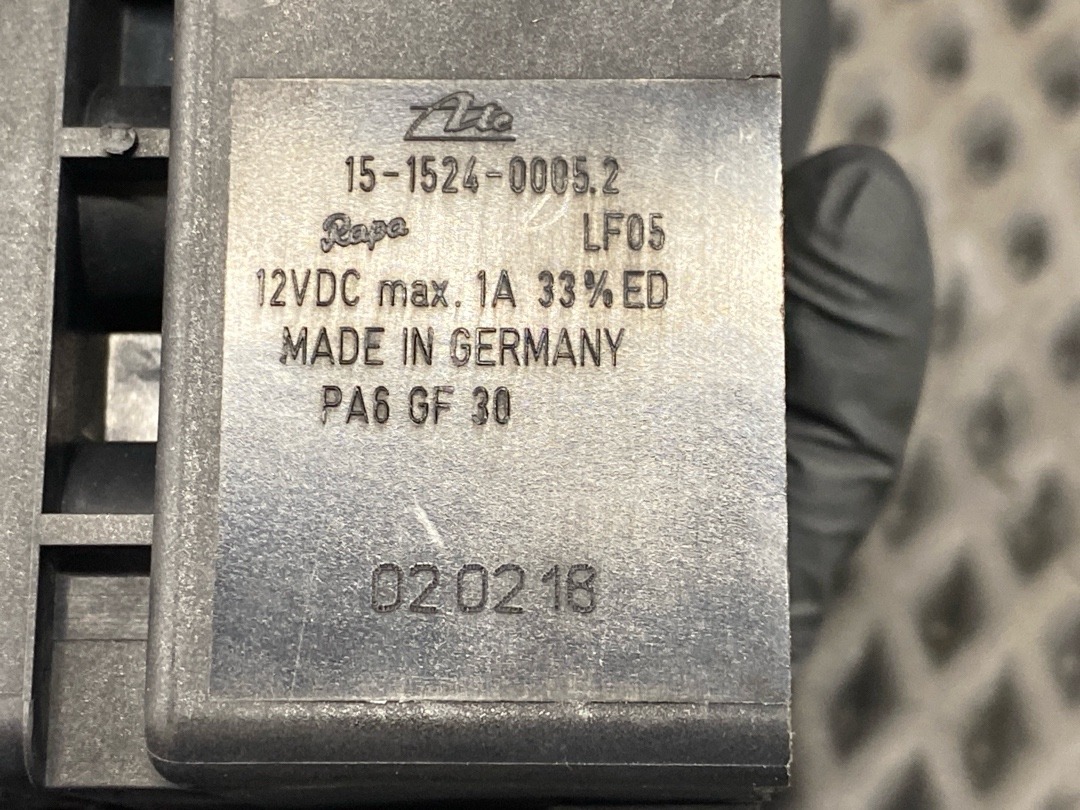 Ate
15-1524-0005.2
Rapa LF05
12VDC max. 1A 33% ED
MADE IN GERMANY
PA6 GF 30
020218